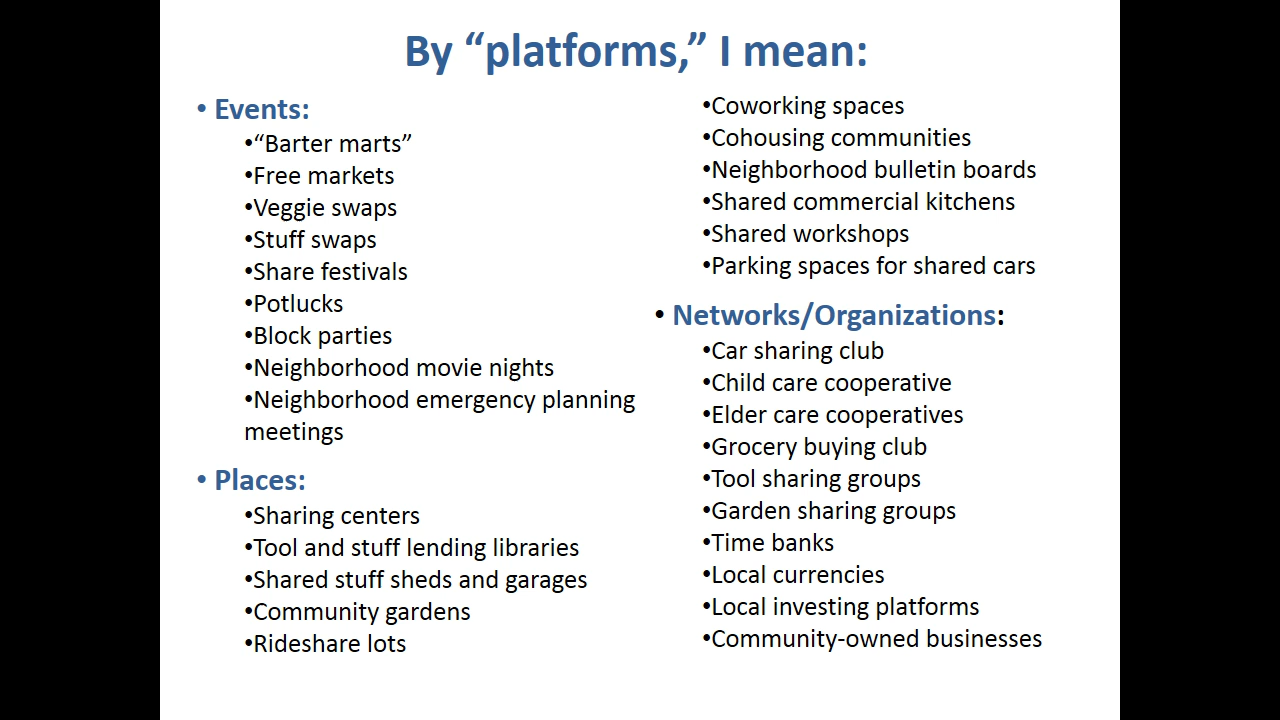 By “platforms,” I mean:
• Events:
•“Barter marts”
•Free markets
•Veggie swaps
•Stuff swaps
•Share festivals
•Potlucks
•Block parties
•Neighborhood movie nights
•Neighborhood emergency planning
meetings
• Places:
•Sharing centers
•Tool and stuff lending libraries
•Shared stuff sheds and garages
•Community gardens
•Rideshare lots
•Coworking spaces
•Cohousing communities
•Neighborhood bulletin boards
•Shared commercial kitchens
•Shared workshops
•Parking spaces for shared cars
• Networks/Organizations:
•Car sharing club
•Child care cooperative
•Elder care cooperatives
•Grocery buying club
•Tool sharing groups
•Garden sharing groups
•Time banks
•Local currencies
•Local investing platforms
•Community-owned businesses